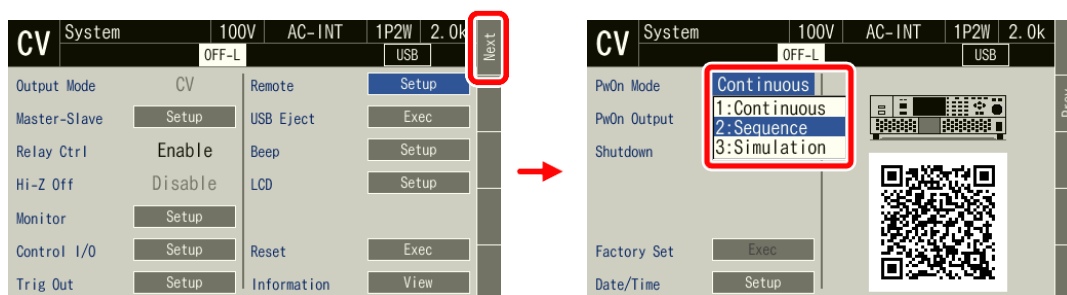 CV System 100V AC-INT 1P2W 2.0k Next
OFF-L USB
Output Mode CV Remote Setup
Master-Slave Setup USB Eject Exec
Relay Ctrl Enable Beep Setup
Hi-Z Off Disable LCD Setup
Monitor Setup
Control I/O Setup Reset Exec
Trig Out Setup Information View
CV System 100V AC-INT 1P2W 2.0k
OFF-L USB
PwOn Mode Continuous
1:Continuous
PwOn Output 2:Sequence
Shutdown 3:Simulation
Factory Set Exec
Date/Time Setup